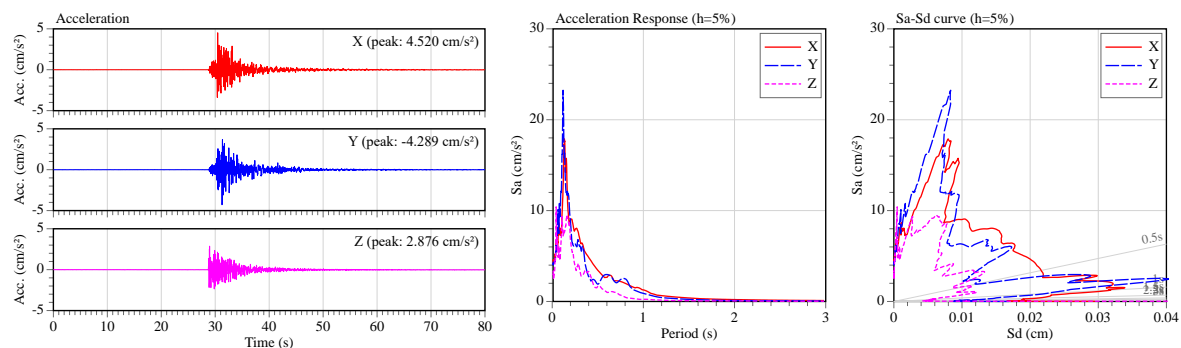 Acceleration
Acc. (cm/s²)
5
0
-5
X (peak: 4.520 cm/s²)
Acc. (cm/s²)
5
0
-5
Y (peak: -4.289 cm/s²)
Acc. (cm/s²)
5
0
-5
Z (peak: 2.876 cm/s²)
0 10 20 30 40 50 60 70 80
Time (s)
Acceleration Response (h=5%)
Sa (cm/s²)
30
20
10
0
X
Y
Z
0 1 2 3
Period (s)
Sa-Sd curve (h=5%)
Sa (cm/s²)
30
20
10
0
X
Y
Z
0.5s
0 0.01 0.02 0.03 0.04
Sd (cm)